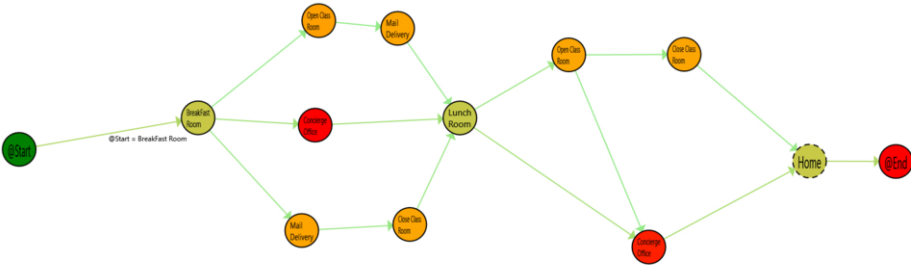 @Start
@Start = BreakFast Room
BreakFast
Room
Open Class
Room
Mail
Delivery
Concierge
Office
Mail
Delivery
Close Class
Room
Lunch
Room
Open Class
Room
Close Class
Room
Concierge
Office
Home
@End